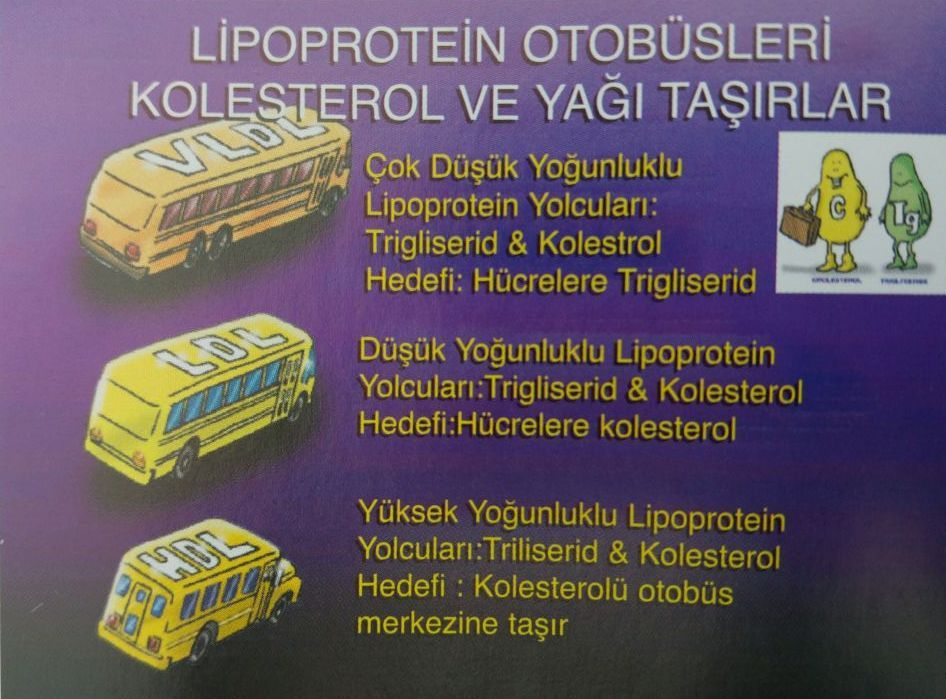 LİPOPROTEİN OTOBÜSLERİ
KOLESTEROL VE YAĞI TAŞIRLAR
VLDL
Çok Düşük Yoğunluklu
Lipoprotein Yolcuları:
Trigliserid & Kolestrol
Hedefi: Hücrelere Trigliserid
C
Tg
CHOLESTEROL
TRIGLYCERIDE
LDL
Düşük Yoğunluklu Lipoprotein
Yolcuları:Trigliserid & Kolesterol
Hedefi:Hücrelere kolesterol
HDL
Yüksek Yoğunluklu Lipoprotein
Yolcuları:Triliserid & Kolesterol
Hedefi : Kolesterolü otobüs
merkezine taşır